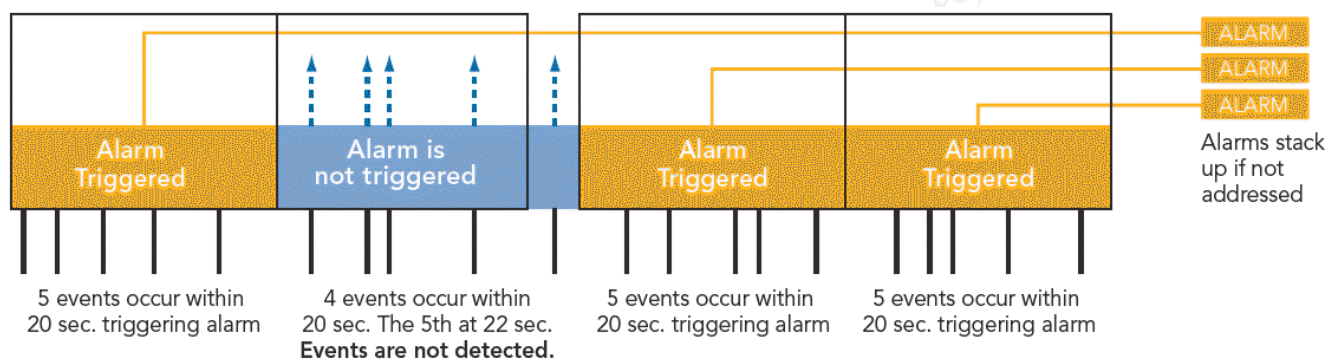 ALARM
ALARM
ALARM
Alarms stack
up if not
addressed
Alarm
Triggered
Alarm is
not triggered
Alarm
Triggered
Alarm
Triggered
5 events occur within
20 sec. triggering alarm
4 events occur within
20 sec. The 5th at 22 sec.
Events are not detected.
5 events occur within
20 sec. triggering alarm
5 events occur within
20 sec. triggering alarm